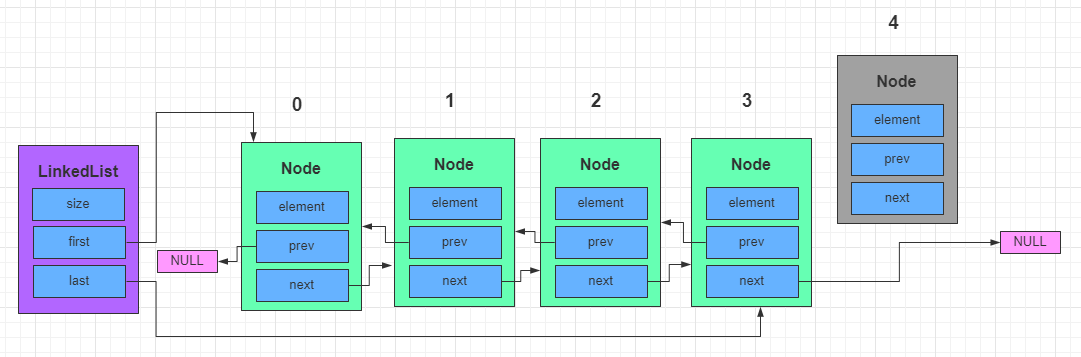 4
Node
element
prev
next
0
1
2
3
LinkedList
size
first
last
NULL
Node
element
prev
next
Node
element
prev
next
Node
element
prev
next
Node
element
prev
next
NULL